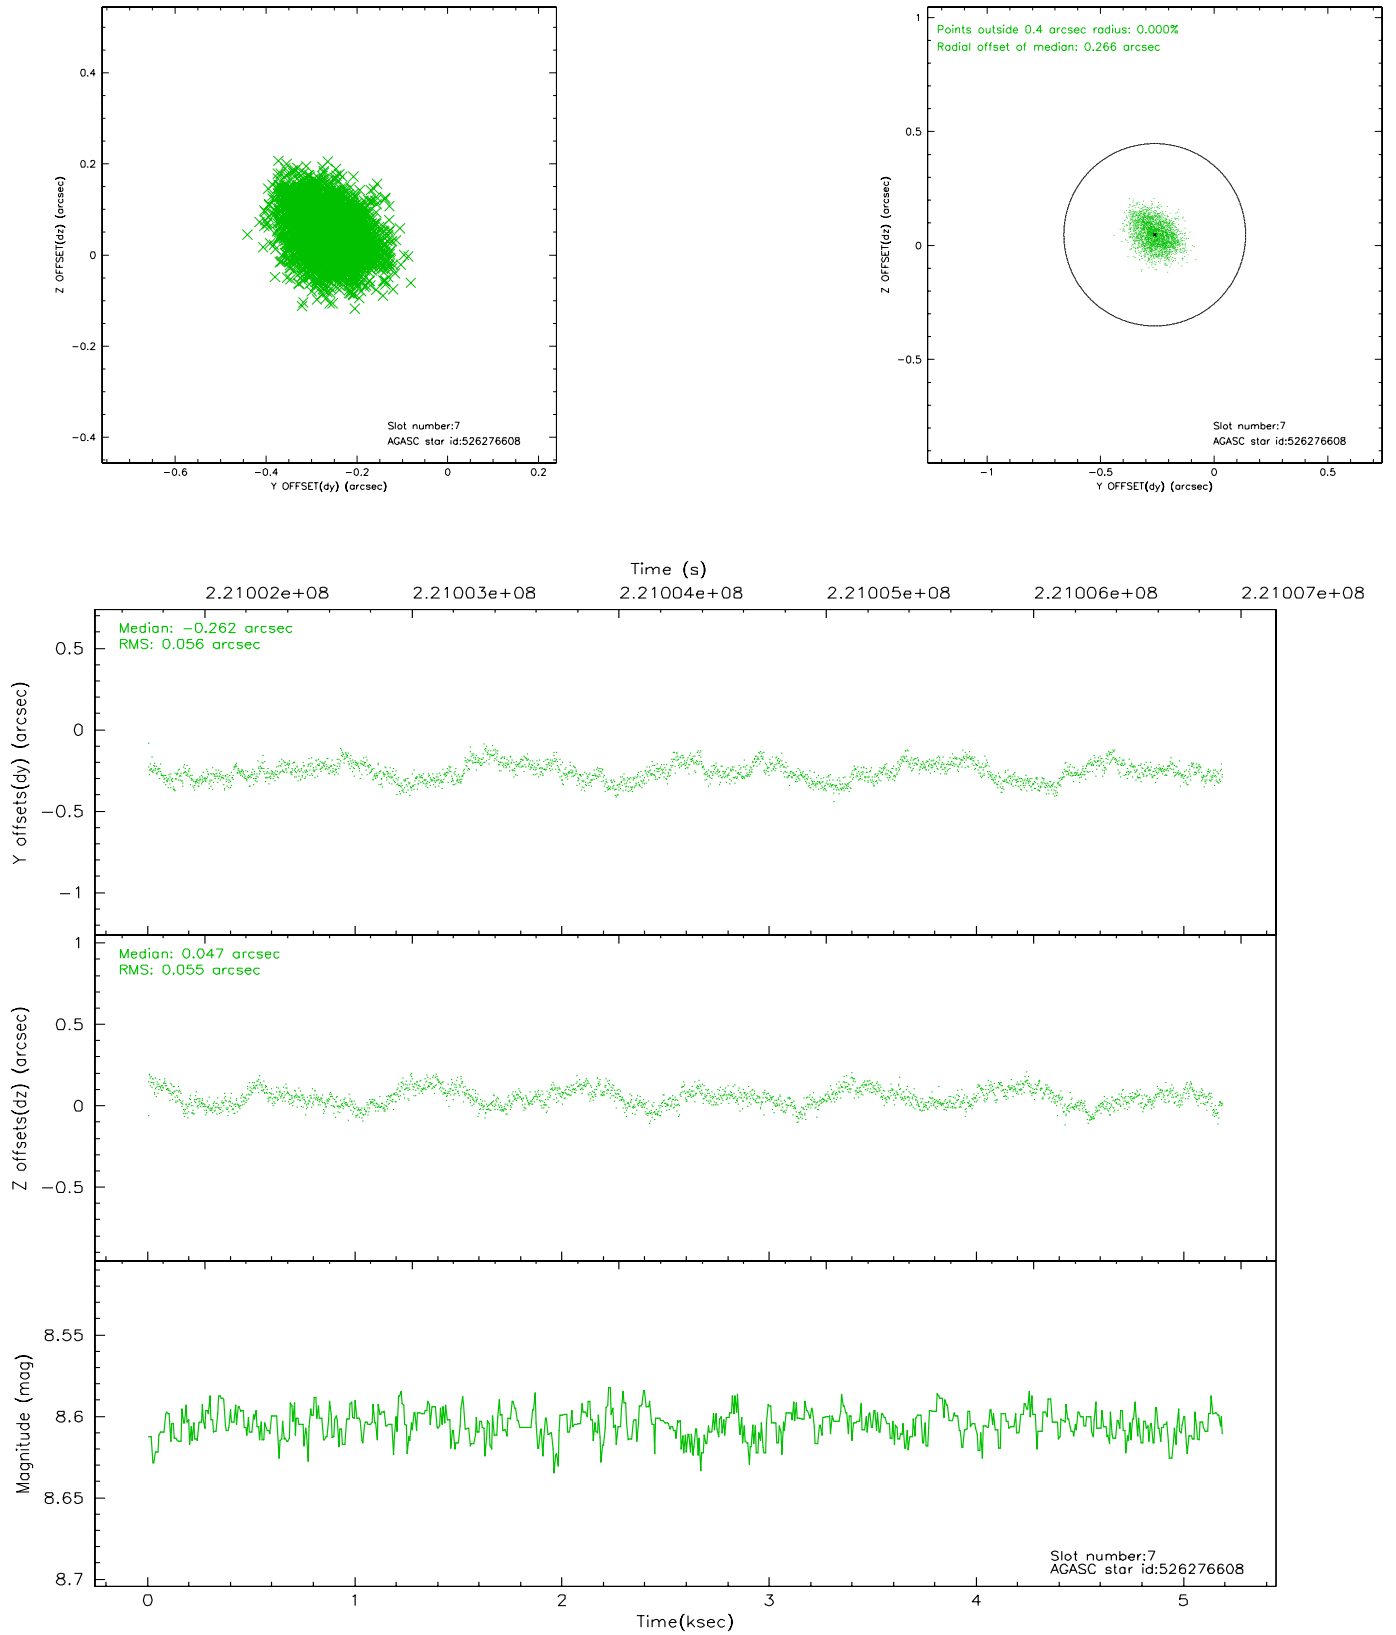 0.4
0.2
0
−0.2
−0.4
Z OFFSET(dz) (arcsec)
Slot number:7
AGASC star id:526276608
−0.6 −0.4 −0.2 0 0.2
Y OFFSET(dy) (arcsec)
Points outside 0.4 arcsec radius: 0.000%
Radial offset of median: 0.266 arcsec
1
0.5
0
−0.5
Z OFFSET(dz) (arcsec)
Slot number:7
AGASC star id:526276608
−1 −0.5 0 0.5
Y OFFSET(dy) (arcsec)
Time (s)
2.21002e+08 2.21003e+08 2.21004e+08 2.21005e+08 2.21006e+08 2.21007e+08
Median: −0.262 arcsec
RMS: 0.056 arcsec
0.5
0
−0.5
−1
Y offsets(dy) (arcsec)
Median: 0.047 arcsec
RMS: 0.055 arcsec
1
0.5
0
−0.5
Z offsets(dz) (arcsec)
8.55
8.6
8.65
8.7
Magnitude (mag)
Slot number:7
AGASC star id:526276608
0 1 2 3 4 5
Time(ksec)